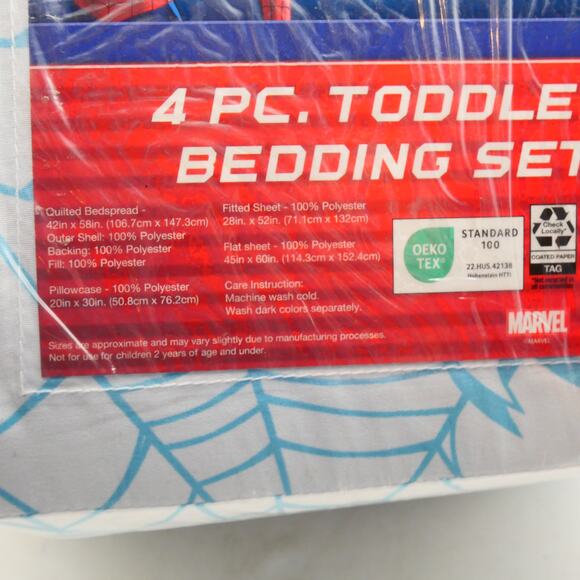 4 PC. TODDLE
BEDDING SET
Quilted Bedspread -
42in x 58in. (106.7cm x 147.3cm)
Outer Shell: 100% Polyester
Backing: 100% Polyester
Fill: 100% Polyester
Pillowcase - 100% Polyester
20in x 30in. (50.8cm x 76.2cm)
Fitted Sheet - 100% Polyester
28in. x 52in. (71.1cm x 132cm)
Flat sheet - 100% Polyester
45in x 60in. (114.3cm x 152.4cm)
Care Instruction:
Machine wash cold.
Wash dark colors separately.
Sizes are approximate and may vary slightly due to manufacturing processes.
Not for use for children 2 years of age and under.
OEKO
TEX®
STANDARD
100
22.HUS.42138
Hohenstein HTTI
Check
Locally*
COATED PAPER
TAG
*Not recycled in
all communities
MARVEL
© MARVEL